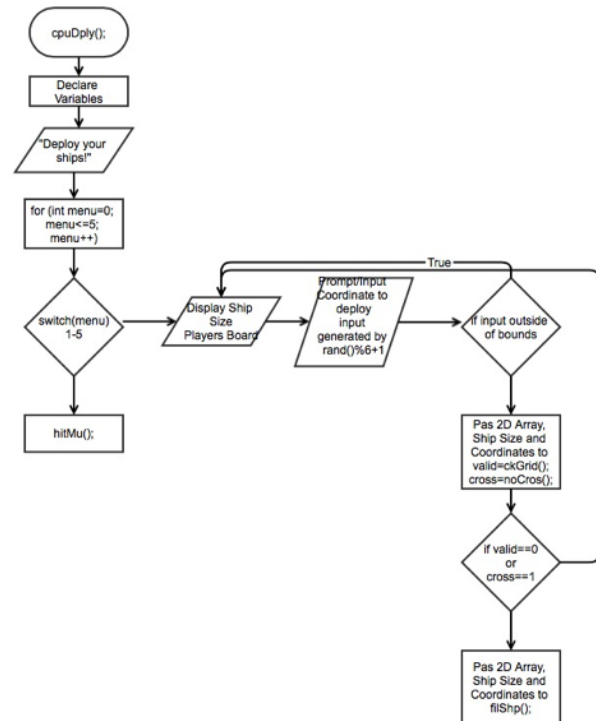 cpuDply();
Declare
Variables
"Deploy your
ships!"
for (int menu=0;
menu<=5;
menu++)
switch(menu)
1-5
hitMu();
Display Ship
Size
Players Board
Prompt/Input
Coordinate to
deploy
input
generated by
rand()%6+1
True
if input outside
of bounds
Pas 2D Array,
Ship Size and
Coordinates to
valid=ckGrid();
cross=noCros();
if valid==0
or
cross==1
Pas 2D Array,
Ship Size and
Coordinates to
filShp();